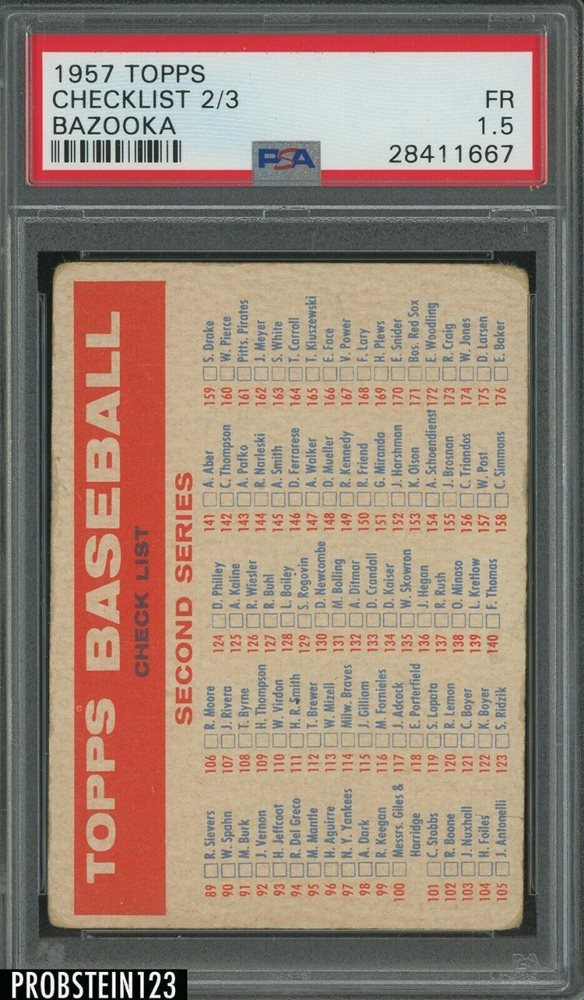 1957 TOPPS
CHECKLIST 2/3
BAZOOKA
FR
1.5
PSA
28411667
TOPPS BASEBALL
CHECK LIST
SECOND SERIES
89 R. Sievers
90 W. Spahn
91 M. Burk
92 J. Vernon
93 H. Jeffcoat
94 R. Del Greco
95 M. Mantle
96 H. Aguirre
97 N. Y. Yankees
98 A. Dark
99 R. Keegan
100 Messrs. Giles &
Harridge
101 C. Stobbs
102 R. Boone
103 J. Nuxhall
104 H. Foiles
105 J. Antonelli
106 R. Moore
107 J. Rivera
108 T. Byrne
109 H. Thompson
110 W. Virdon
111 H. R. Smith
112 T. Brewer
113 W. Mizell
114 Milw. Braves
115 J. Gilliam
116 M. Fornieles
117 J. Adcock
118 E. Porterfield
119 S. Lopata
120 R. Lemon
121 C. Boyer
122 K. Boyer
123 S. Ridzik
124 D. Philley
125 A. Kaline
126 R. Wiesler
127 R. Buhl
128 L. Bailey
129 S. Rogovin
130 D. Newcombe
131 M. Bolling
132 A. Ditmar
133 D. Crandall
134 D. Kaiser
135 W. Skowron
136 J. Hegan
137 R. Rush
138 O. Minoso
139 L. Kretlow
140 F. Thomas
141 A. Aber
142 C. Thompson
143 A. Pafko
144 R. Narleski
145 A. Smith
146 D. Ferrarese
147 A. Walker
148 D. Mueller
149 R. Kennedy
150 R. Friend
151 G. Miranda
152 J. Harshman
153 K. Olson
154 A. Schoendienst
155 J. Brosnan
156 C. Triandos
157 W. Post
158 C. Simmons
159 S. Drake
160 W. Pierce
161 Pitts. Pirates
162 J. Meyer
163 S. White
164 T. Carroll
165 T. Kluszewski
166 E. Face
167 V. Power
168 F. Lary
169 H. Plews
170 E. Snider
171 Bos. Red Sox
172 E. Woodling
173 R. Craig
174 W. Jones
175 D. Larsen
176 E. Baker
PROBSTEIN123